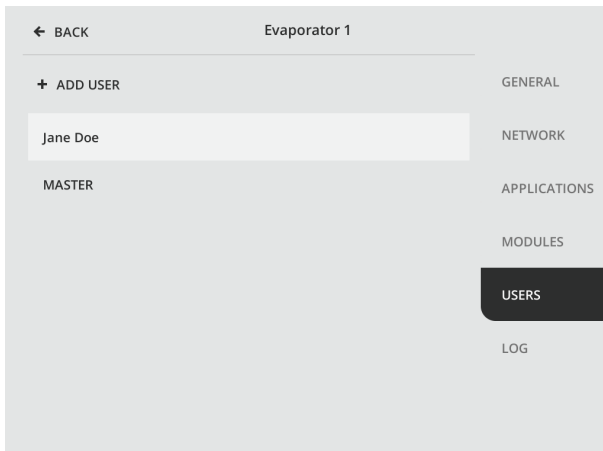 BACK
Evaporator 1
+ ADD USER
Jane Doe
MASTER
GENERAL
NETWORK
APPLICATIONS
MODULES
USERS
LOG